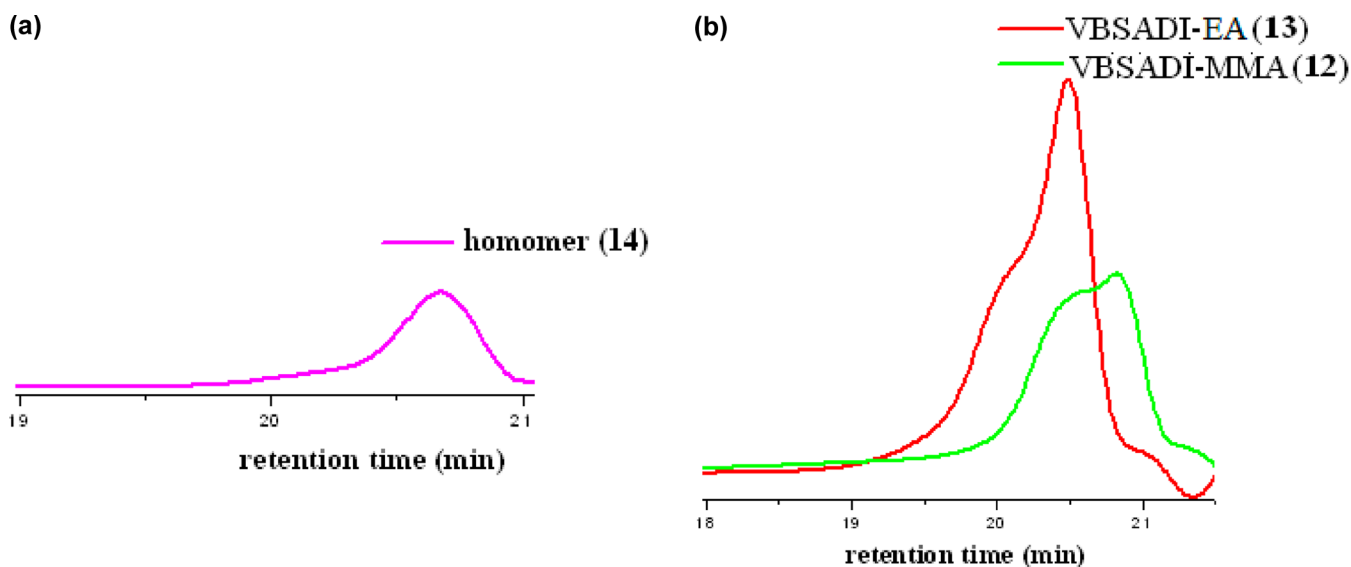 (a)
homomer (14)
19 20 21
retention time (min)
(b)
VBSADI-EA (13)
VBSADI-MMA (12)
18 19 20 21
retention time (min)